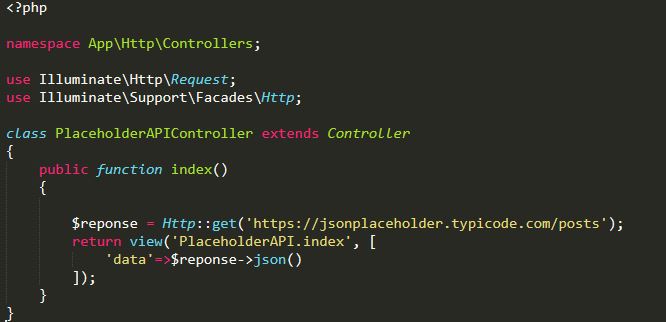 <?php
namespace App\Http\Controllers;
use Illuminate\Http\Request;
use Illuminate\Support\Facades\Http;
class PlaceholderAPIController extends Controller
{
    public function index()
    {
        $reponse = Http::get('https://jsonplaceholder.typicode.com/posts');
        return view('PlaceholderAPI.index', [
            'data'=>$reponse->json()
        ]);
    }
}